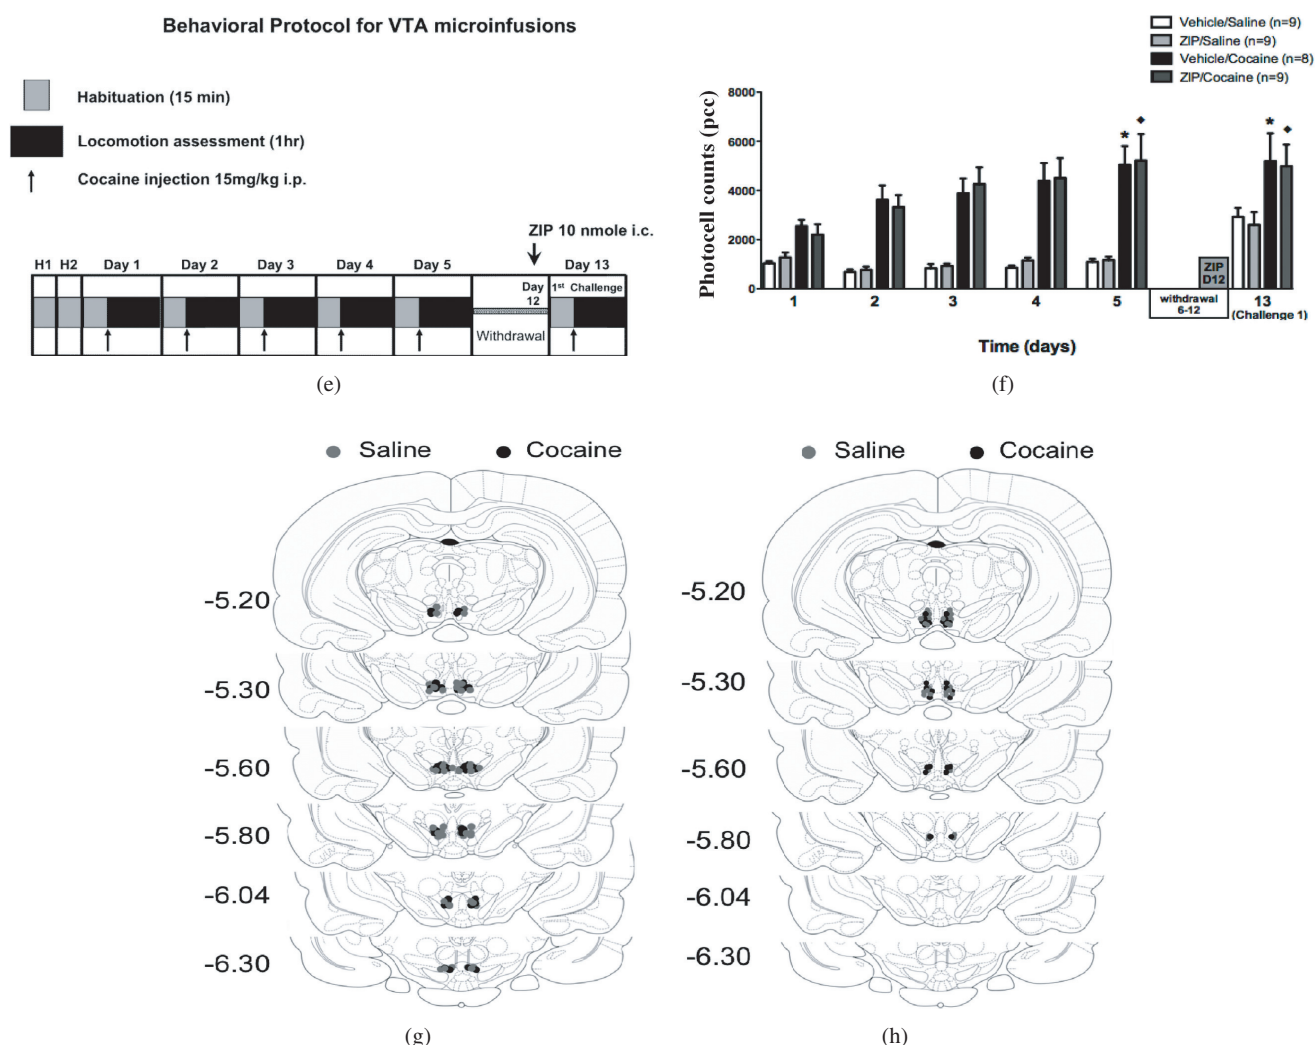 Behavioral Protocol for VTA microinfusions
Habituation (15 min)
Locomotion assessment (1hr)
Cocaine injection 15mg/kg i.p.
ZIP 10 nmole i.c.
H1 H2 Day 1 Day 2 Day 3 Day 4 Day 5 Day 13
Day 12
1st Challenge
Withdrawal
(e)
Vehicle/Saline (n=9)
ZIP/Saline (n=9)
Vehicle/Cocaine (n=8)
ZIP/Cocaine (n=9)
Photocell counts (pcc)
8000
6000
4000
2000
0
* ◆ * ◆
ZIP
D12
1 2 3 4 5 13
withdrawal
6-12
(Challenge 1)
Time (days)
(f)
Saline Cocaine
-5.20
-5.30
-5.60
-5.80
-6.04
-6.30
(g)
Saline Cocaine
-5.20
-5.30
-5.60
-5.80
-6.04
-6.30
(h)